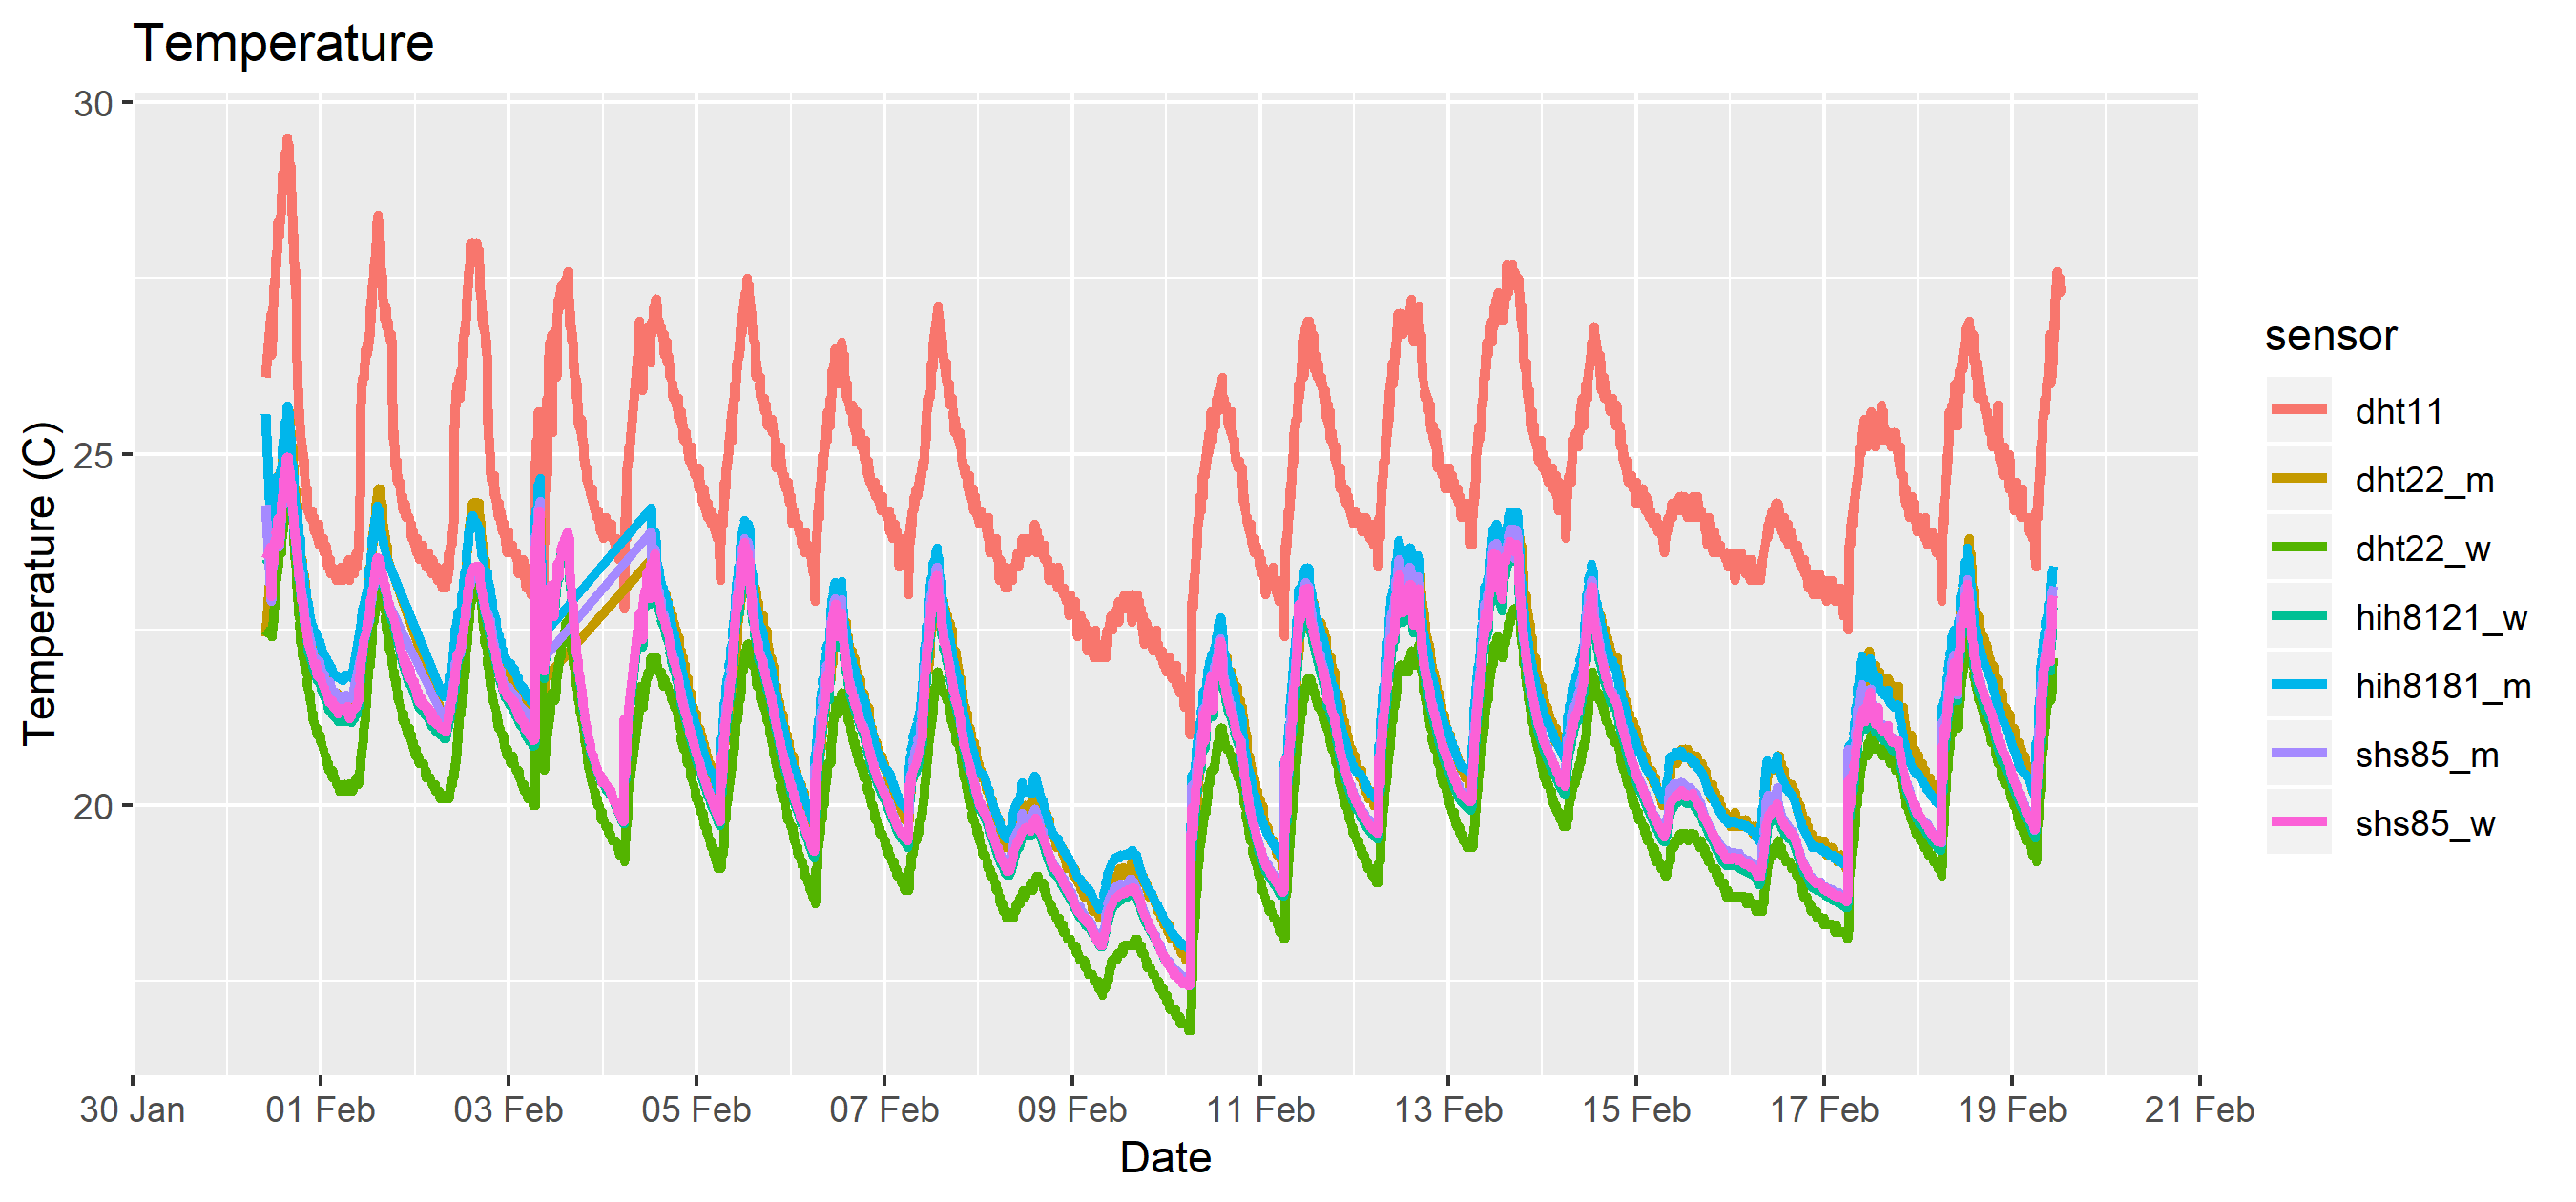 Temperature
30
25
20
Temperature (C)
30 Jan 01 Feb 03 Feb 05 Feb 07 Feb 09 Feb 11 Feb 13 Feb 15 Feb 17 Feb 19 Feb 21 Feb
Date
sensor
dht11
dht22_m
dht22_w
hih8121_w
hih8181_m
shs85_m
shs85_w